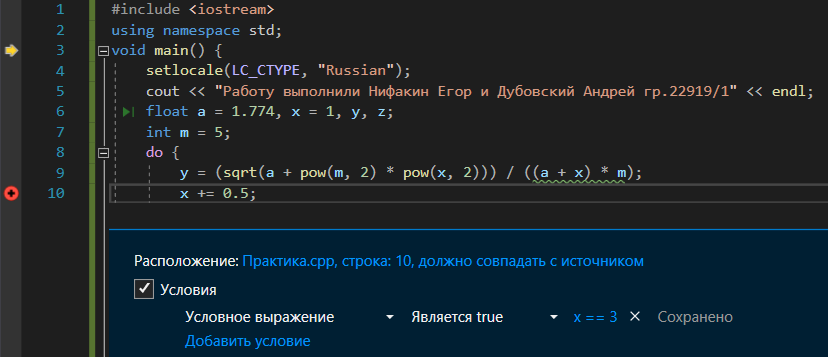 1 #include <iostream>
2 using namespace std;
3 void main() {
4 setlocale(LC_CTYPE, "Russian");
5 cout << "Работу выполнили Нифакин Егор и Дубовский Андрей гр.22919/1" << endl;
6 float a = 1.774, x = 1, y, z;
7 int m = 5;
8 do {
9 y = (sqrt(a + pow(m, 2) * pow(x, 2))) / ((a + x) * m);
10 x += 0.5;
Расположение: Практика.cpp, строка: 10, должно совпадать с источником
Условия
Условное выражение Является true x == 3 × Сохранено
Добавить условие